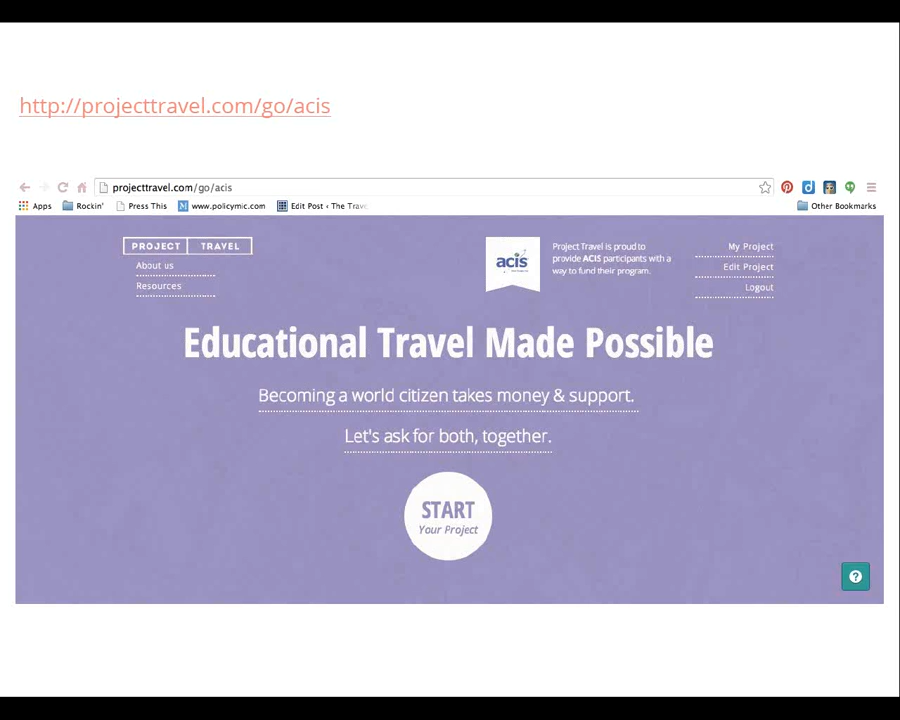 http://projecttravel.com/go/acis
projecttravel.com/go/acis
Apps Rockin' Press This www.policymic.com Edit Post ‹ The Trav Other Bookmarks
PROJECT TRAVEL
About us
Resources
acis
Project Travel is proud to
provide ACIS participants with a
way to fund their program.
My Project
Edit Project
Logout
Educational Travel Made Possible
Becoming a world citizen takes money & support.
Let's ask for both, together.
START
Your Project
?